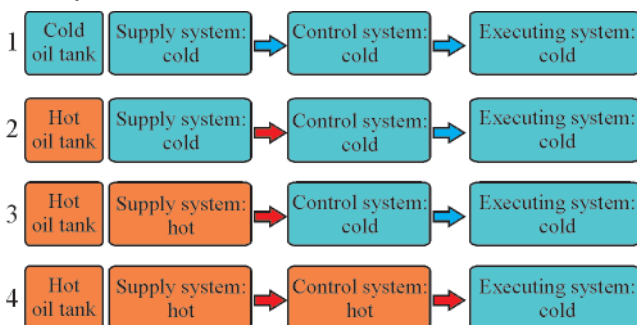 1
Cold
oil tank
Supply system:
cold
Control system:
cold
Executing system:
cold
2
Hot
oil tank
Supply system:
cold
Control system:
cold
Executing system:
cold
3
Hot
oil tank
Supply system:
hot
Control system:
cold
Executing system:
cold
4
Hot
oil tank
Supply system:
hot
Control system:
hot
Executing system:
cold